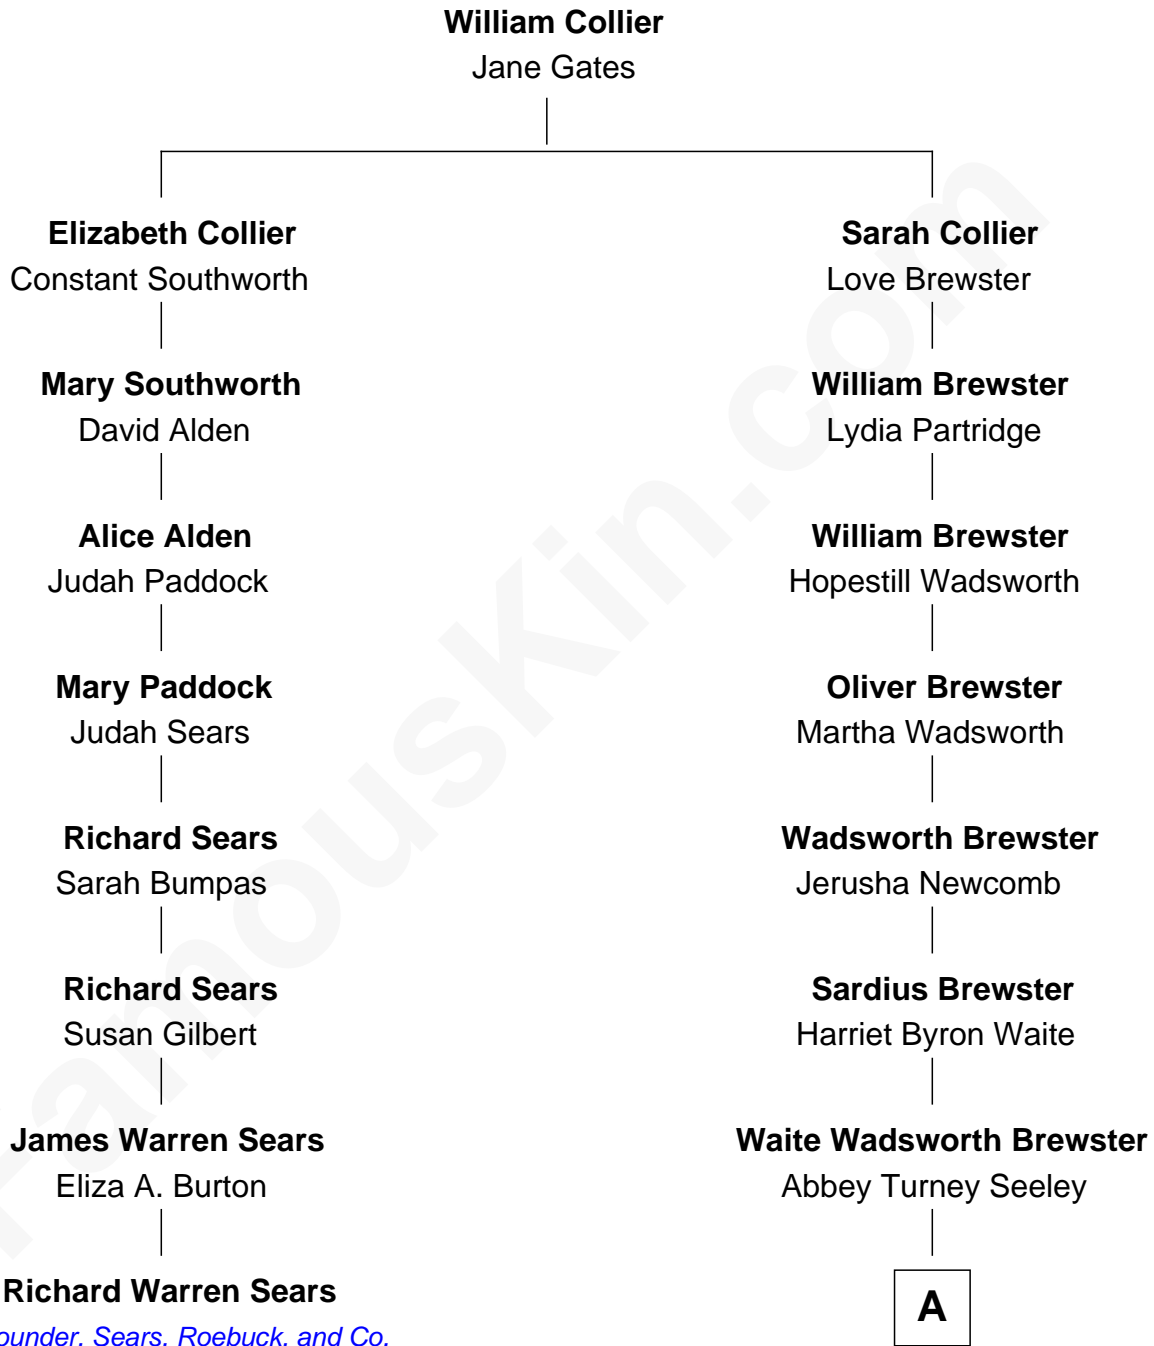 William Collier
Jane Gates
Elizabeth Collier
Constant Southworth
Sarah Collier
Love Brewster
Mary Southworth
David Alden
William Brewster
Lydia Partridge
Alice Alden
Judah Paddock
William Brewster
Hopestill Wadsworth
Mary Paddock
Judah Sears
Oliver Brewster
Martha Wadsworth
Richard Sears
Sarah Bumpas
Wadsworth Brewster
Jerusha Newcomb
Richard Sears
Susan Gilbert
Sardius Brewster
Harriet Byron Waite
James Warren Sears
Eliza A. Burton
Waite Wadsworth Brewster
Abbey Turney Seeley
Richard Warren Sears
ounder, Sears, Roebuck, and Co.
A
FamousKin.com